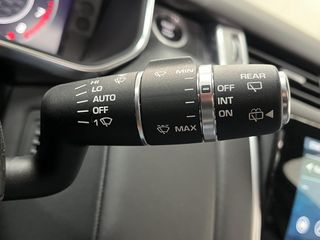 MIN
REAR
HI
LO
AUTO
OFF
1
MAX
OFF
INT
ON